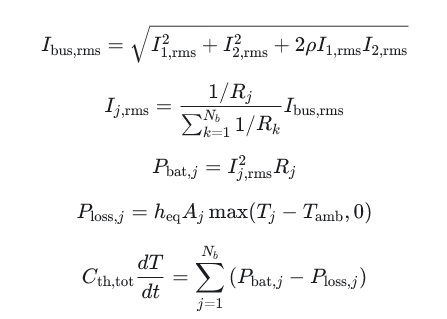 I_{\text{bus,rms}} = \sqrt{I_{1,\text{rms}}^2 + I_{2,\text{rms}}^2 + 2\rho I_{1,\text{rms}} I_{2,\text{rms}}}
I_{j,\text{rms}} = \frac{1/R_j}{\sum_{k=1}^{N_b} 1/R_k} I_{\text{bus,rms}}
P_{\text{bat},j} = I_{j,\text{rms}}^2 R_j
P_{\text{loss},j} = h_{\text{eq}} A_j \max(T_j - T_{\text{amb}}, 0)
C_{\text{th,tot}} \frac{dT}{dt} = \sum_{j=1}^{N_b} (P_{\text{bat},j} - P_{\text{loss},j})